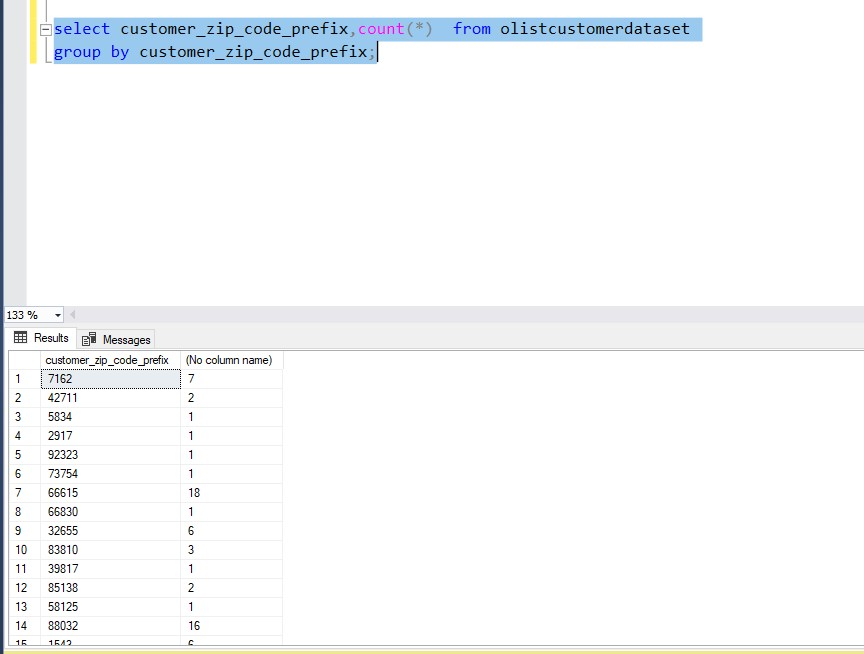 select customer_zip_code_prefix,count(*)  from olistcustomerdataset
group by customer_zip_code_prefix;
133 %
Results Messages
customer_zip_code_prefix (No column name)
1 7162 7
2 42711 2
3 5834 1
4 2917 1
5 92323 1
6 73754 1
7 66615 18
8 66830 1
9 32655 6
10 83810 3
11 39817 1
12 85138 2
13 58125 1
14 88032 16
15 1543 6